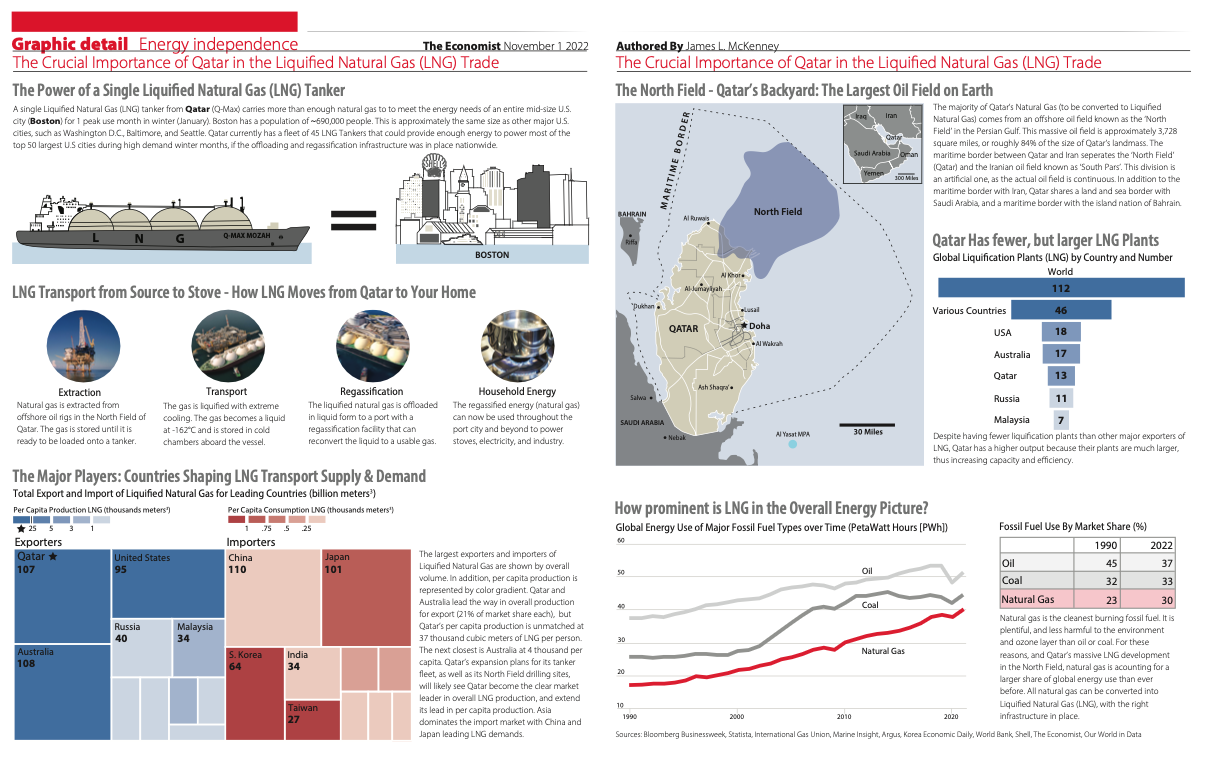 Graphic detail Energy independence
The Economist November 1 2022
The Crucial Importance of Qatar in the Liquified Natural Gas (LNG) Trade
The Power of a Single Liquified Natural Gas (LNG) Tanker
A single Liquified Natural Gas (LNG) tanker from Qatar (Q-Max) carries more than enough natural gas to to meet the energy needs of an entire mid-size U.S.
city (Boston) for 1 peak use month in winter (January). Boston has a population of ~690,000 people. This is approximately the same size as other major U.S.
cities, such as Washington D.C., Baltimore, and Seattle. Qatar currently has a fleet of 45 LNG Tankers that could provide enough energy to power most of the
top 50 largest U.S cities during high demand winter months, if the offloading and regassification infrastructure was in place nationwide.
L N G
Q-MAX MOZAH
BOSTON
LNG Transport from Source to Stove - How LNG Moves from Qatar to Your Home
Extraction
Natural gas is extracted from
offshore oil rigs in the North Field of
Qatar. The gas is stored until it is
ready to be loaded onto a tanker.
Transport
The gas is liquified with extreme
cooling. The gas becomes a liquid
at -162°C and is stored in cold
chambers aboard the vessel.
Regassification
The liquified natural gas is offloaded
in liquid form to a port with a
regassification facility that can
reconvert the liquid to a usable gas.
Household Energy
The regassified energy (natural gas)
can now be used throughout the
port city and beyond to power
stoves, electricity, and industry.
The Major Players: Countries Shaping LNG Transport Supply & Demand
Total Export and Import of Liquified Natural Gas for Leading Countries (billion meters³)
Per Capita Production LNG (thousands meters³)
25 5 3 1
Per Capita Consumption LNG (thousands meters³)
1 .75 .5 .25
Exporters
Qatar
107
United States
95
Russia
40
Malaysia
34
Australia
108
Importers
China
110
Japan
101
S. Korea
64
India
34
Taiwan
27
The largest exporters and importers of
Liquified Natural Gas are shown by overall
volume. In addition, per capita production is
represented by color gradient. Qatar and
Australia lead the way in overall production
for export (21% of market share each), but
Qatar's per capita production is unmatched at
37 thousand cubic meters of LNG per person.
The next closest is Australia at 4 thousand per
capita. Qatar's expansion plans for its tanker
fleet, as well as its North Field drilling sites,
will likely see Qatar become the clear market
leader in overall LNG production, and extend
its lead in per capita production. Asia
dominates the import market with China and
Japan leading LNG demands.
Authored By James L. McKenney
The Crucial Importance of Qatar in the Liquified Natural Gas (LNG) Trade
The North Field - Qatar's Backyard: The Largest Oil Field on Earth
MARITIME BORDER
Iraq
Iran
Qatar
Saudi Arabia
Oman
Yemen
300 Miles
North Field
BAHRAIN
Riffa
Al Ruwais
Al Khor
Al-Jumayliyah
Dukhan
Lusail
QATAR
Doha
Al Wakrah
Ash Shaqra'
Salwa
SAUDI ARABIA
Nebak
Al Yasat MPA
30 Miles
The majority of Qatar's Natural Gas (to be converted to Liquified
Natural Gas) comes from an offshore oil field known as the 'North
Field' in the Persian Gulf. This massive oil field is approximately 3,728
square miles, or roughly 84% of the size of Qatar's landmass. The
maritime border between Qatar and Iran seperates the 'North Field'
(Qatar) and the Iranian oil field known as 'South Pars'. This division is
an artificial one, as the actual oil field is continuous. In addition to the
maritime border with Iran, Qatar shares a land and sea border with
Saudi Arabia, and a maritime border with the island nation of Bahrain.
Qatar Has fewer, but larger LNG Plants
Global Liquification Plants (LNG) by Country and Number
World
112
Various Countries 46
USA 18
Australia 17
Qatar 13
Russia 11
Malaysia 7
Despite having fewer liquification plants than other major exporters of
LNG, Qatar has a higher output because their plants are much larger,
thus increasing capacity and efficiency.
How prominent is LNG in the Overall Energy Picture?
Global Energy Use of Major Fossil Fuel Types over Time (PetaWatt Hours [PWh])
60
50
40
30
20
10
Oil
Coal
Natural Gas
1990 2000 2010 2020
Fossil Fuel Use By Market Share (%)
1990 2022
Oil 45 37
Coal 32 33
Natural Gas 23 30
Natural gas is the cleanest burning fossil fuel. It is
plentiful, and less harmful to the environment
and ozone layer than oil or coal. For these
reasons, and Qatar's massive LNG development
in the North Field, natural gas is acounting for a
larger share of global energy use than ever
before. All natural gas can be converted into
Liquified Natural Gas (LNG), with the right
infrastructure in place.
Sources: Bloomberg Businessweek, Statista, International Gas Union, Marine Insight, Argus, Korea Economic Daily, World Bank, Shell, The Economist, Our World in Data